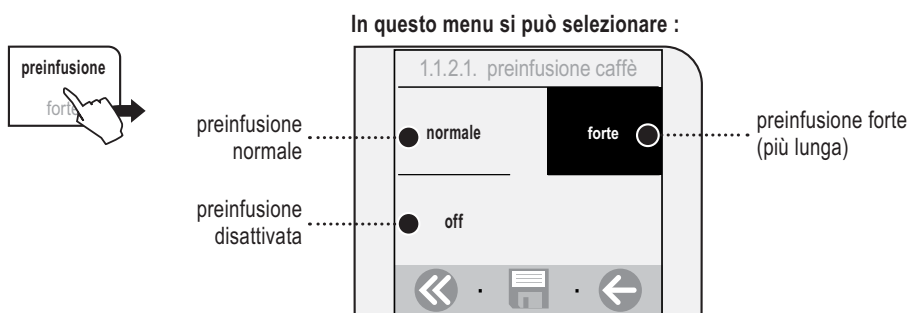 In questo menu si può selezionare :
preinfusione
forte
1.1.2.1. preinfusione caffè
preinfusione
normale
normale
forte
preinfusione forte
(più lunga)
preinfusione
disattivata
off